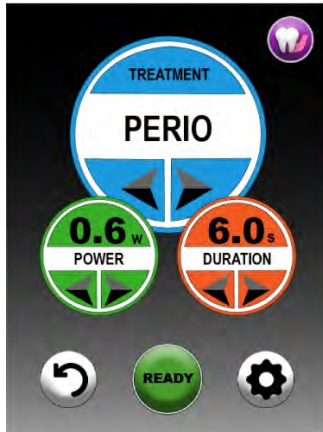 TREATMENT
PERIO
0.6 W
POWER
6.0 s
DURATION
READY